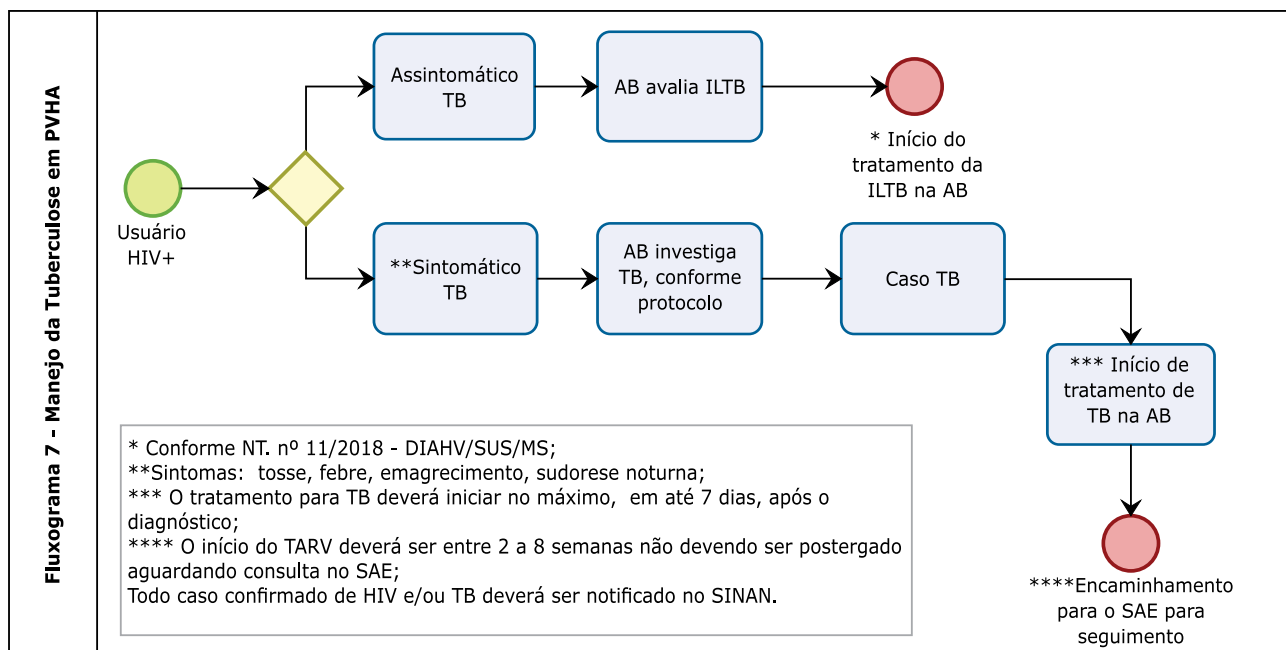 Fluxograma 7 - Manejo da Tuberculose em PVHA
Usuário
HIV+
Assintomático
TB
AB avalia ILTB
* Início do
tratamento da
ILTB na AB
**Sintomático
TB
AB investiga
TB, conforme
protocolo
Caso TB
*** Início de
tratamento de
TB na AB
****Encaminhamento
para o SAE para
seguimento
* Conforme NT. nº 11/2018 - DIAHV/SUS/MS;
**Sintomas: tosse, febre, emagrecimento, sudorese noturna;
*** O tratamento para TB deverá iniciar no máximo, em até 7 dias, após o
diagnóstico;
**** O início do TARV deverá ser entre 2 a 8 semanas não devendo ser postergado
aguardando consulta no SAE;
Todo caso confirmado de HIV e/ou TB deverá ser notificado no SINAN.